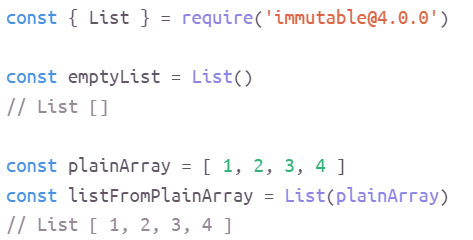 const { List } = require('immutable@4.0.0')
const emptyList = List()
// List []
const plainArray = [ 1, 2, 3, 4 ]
const listFromPlainArray = List(plainArray)
// List [ 1, 2, 3, 4 ]